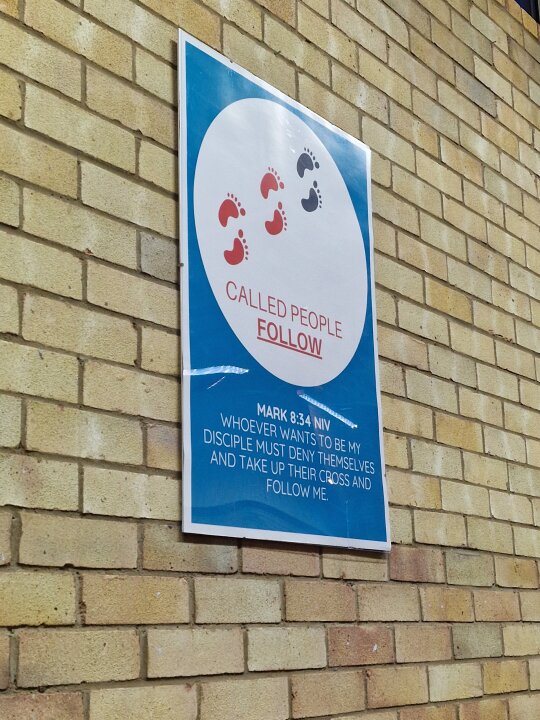 CALLED PEOPLE
FOLLOW
MARK 8:34 NIV
WHOEVER WANTS TO BE MY
DISCIPLE MUST DENY THEMSELVES
AND TAKE UP THEIR CROSS AND
FOLLOW ME.